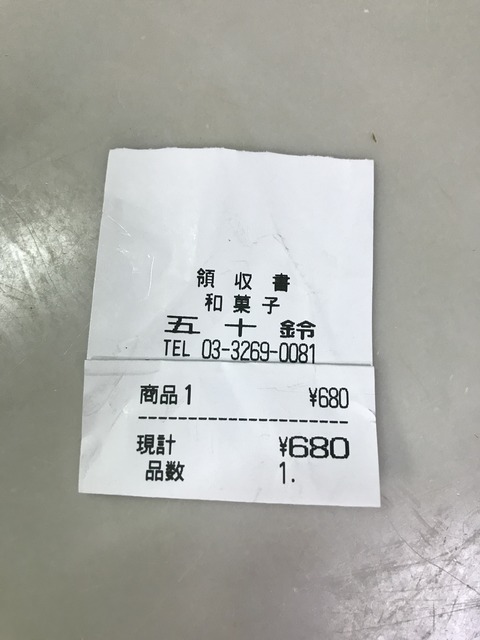 領収書
和菓子
五十鈴
TEL 03-3269-0081
商品1 ¥680
--------------------
現計 ¥680
品数 1.